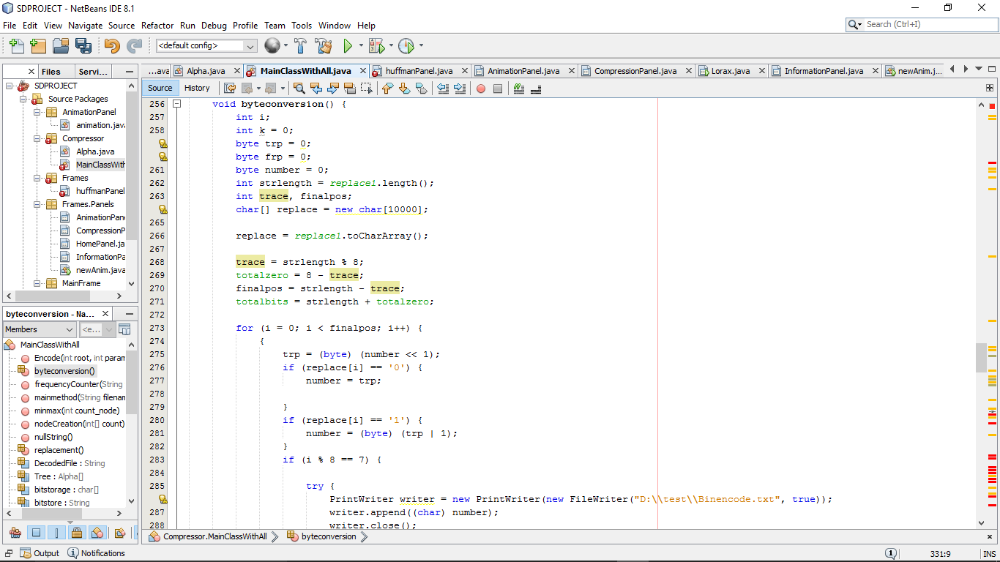 SDPROJECT - NetBeans IDE 8.1
File Edit View Navigate Source Refactor Run Debug Profile Team Tools Window Help
Search (Ctrl+I)
<default config>
Files
Servi...
SDPROJECT
Source Packages
AnimationPanel
animation.java
Compressor
Alpha.java
MainClassWith
Frames
huffmanPanel
Frames.Panels
AnimationPane
CompressionP
HomePanel.ja
InformationPa
newAnim.java
MainFrame
byteconversion - Na...
Members
<e...
MainClassWithAll
Encode(int root, int param
byteconversion()
frequencyCounter(String
mainmethod(String filenam
minmax(int count_node)
nodeCreation(int[] count)
nullString()
replacement()
DecodedFile : String
Tree : Alpha[]
bitstorage : char[]
bitstore : String
...ava Alpha.java MainClassWithAll.java huffmanPanel.java AnimationPanel.java CompressionPanel.java Lorax.java InformationPanel.java newAnim.j...
Source History
256 void byteconversion() {
257 int i;
258 int k = 0;
byte trp = 0;
byte frp = 0;
261 byte number = 0;
262 int strlength = replace1.length();
263 int trace, finalpos;
char[] replace = new char[10000];
265
266 replace = replace1.toCharArray();
267
268 trace = strlength % 8;
269 totalzero = 8 - trace;
270 finalpos = strlength - trace;
271 totalbits = strlength + totalzero;
272
273 for (i = 0; i < finalpos; i++) {
274 {
275 trp = (byte) (number << 1);
276 if (replace[i] == '0') {
277 number = trp;
278
279 }
280 if (replace[i] == '1') {
281 number = (byte) (trp | 1);
282 }
283 if (i % 8 == 7) {
284
285 try {
PrintWriter writer = new PrintWriter(new FileWriter("D:\\test\\Binencode.txt", true));
287 writer.append((char) number);
288 writer.close();
Compressor.MainClassWithAll byteconversion
Output Notifications
1 331:9 INS